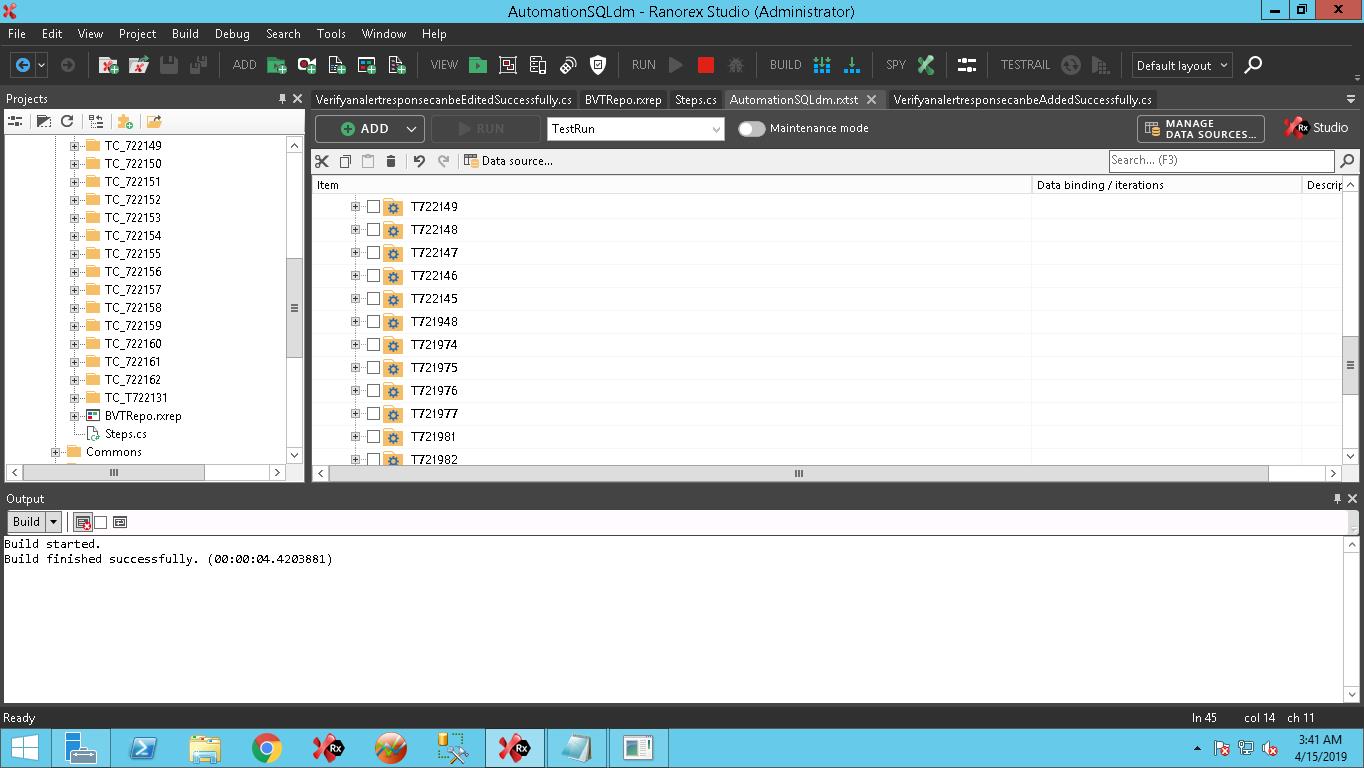 AutomationSQLdm - Ranorex Studio (Administrator)
File Edit View Project Build Debug Search Tools Window Help
ADD VIEW RUN BUILD SPY TESTRAIL Default layout
Projects
VerifyanalertresponsecanbeEditedSuccessfully.cs BVTRepo.rxrep Steps.cs AutomationSQLdm.rxtst VerifyanalertresponsecanbeAddedSuccessfully.cs
ADD RUN TestRun Maintenance mode MANAGE DATA SOURCES... Rx Studio
Data source... Search... (F3)
Item Data binding / iterations Descrip
TC_722149
TC_722150
TC_722151
TC_722152
TC_722153
TC_722154
TC_722155
TC_722156
TC_722157
TC_722158
TC_722159
TC_722160
TC_722161
TC_722162
TC_T722131
BVTRepo.rxrep
Steps.cs
Commons
T722149
T722148
T722147
T722146
T722145
T721948
T721974
T721975
T721976
T721977
T721981
T721982
Output
Build
Build started.
Build finished successfully. (00:00:04.4203881)
Ready ln 45 col 14 ch 11
Rx Rx
3:41 AM
4/15/2019